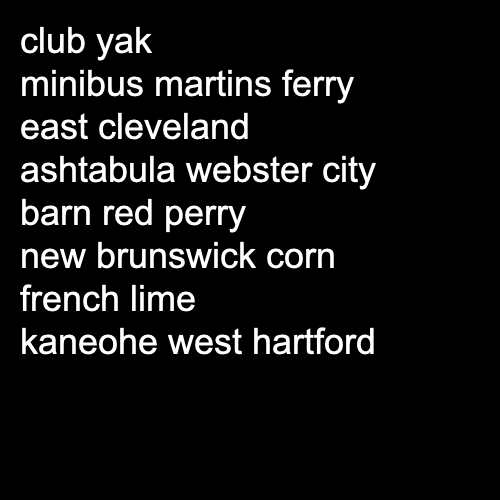 club yak
minibus martins ferry
east cleveland
ashtabula webster city
barn red perry
new brunswick corn
french lime
kaneohe west hartford